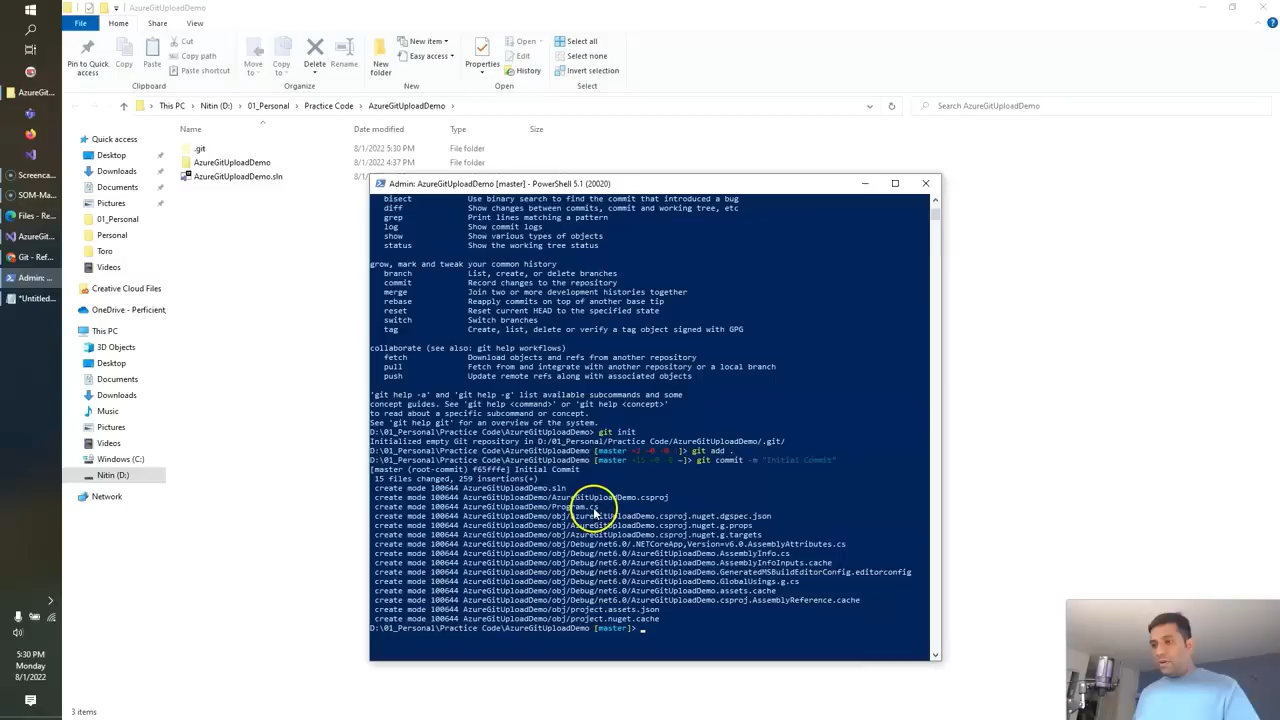 AzureGitUploadDemo
File
Home
Share
View
Pin to Quick access
Copy
Paste
Cut
Copy path
Paste shortcut
Clipboard
Move to
Copy to
Delete
Rename
Organize
New folder
New item
Easy access
New
Properties
Open
Edit
History
Open
Select all
Select none
Invert selection
Select
This PC
Nitin (D:)
01_Personal
Practice Code
AzureGitUploadDemo
Search AzureGitUploadDemo
Name
Date modified
Type
Size
.git
8/1/2022 5:30 PM
File folder
AzureGitUploadDemo
8/1/2022 4:37 PM
File folder
AzureGitUploadDemo.sln
Quick access
Desktop
Downloads
Documents
Pictures
01_Personal
Personal
Toro
Videos
Creative Cloud Files
OneDrive - Perficient,
This PC
3D Objects
Desktop
Documents
Downloads
Music
Pictures
Videos
Windows (C:)
Nitin (D:)
Network
3 items
AzureG...
Screenca...
SOM-M...
Files - Re...
AzureGit...
Git - Ref...
Admin: ...
*Untitled...
5:30 PM
Monday
8/1/2022
Admin: AzureGitUploadDemo [master] - PowerShell 5.1 (20020)
bisect Use binary search to find the commit that introduced a bug
diff Show changes between commits, commit and working tree, etc
grep Print lines matching a pattern
log Show commit logs
show Show various types of objects
status Show the working tree status
grow, mark and tweak your common history
branch List, create, or delete branches
commit Record changes to the repository
merge Join two or more development histories together
rebase Reapply commits on top of another base tip
reset Reset current HEAD to the specified state
switch Switch branches
tag Create, list, delete or verify a tag object signed with GPG
collaborate (see also: git help workflows)
fetch Download objects and refs from another repository
pull Fetch from and integrate with another repository or a local branch
push Update remote refs along with associated objects
'git help -a' and 'git help -g' list available subcommands and some
concept guides. See 'git help <command>' or 'git help <concept>'
to read about a specific subcommand or concept.
See 'git help git' for an overview of the system.
D:\01_Personal\Practice Code\AzureGitUploadDemo> git init
Initialized empty Git repository in D:/01_Personal/Practice Code/AzureGitUploadDemo/.git/
D:\01_Personal\Practice Code\AzureGitUploadDemo [master +2 ~0 -0 !]> git add .
D:\01_Personal\Practice Code\AzureGitUploadDemo [master +15 ~0 -0 ~]> git commit -m "Initial Commit"
[master (root-commit) f65fffe] Initial Commit
15 files changed, 259 insertions(+)
create mode 100644 AzureGitUploadDemo.sln
create mode 100644 AzureGitUploadDemo/AzureGitUploadDemo.csproj
create mode 100644 AzureGitUploadDemo/Program.cs
create mode 100644 AzureGitUploadDemo/obj/AzureGitUploadDemo.csproj.nuget.dgspec.json
create mode 100644 AzureGitUploadDemo/obj/AzureGitUploadDemo.csproj.nuget.g.props
create mode 100644 AzureGitUploadDemo/obj/AzureGitUploadDemo.csproj.nuget.g.targets
create mode 100644 AzureGitUploadDemo/obj/Debug/net6.0/.NETCoreApp,Version=v6.0.AssemblyAttributes.cs
create mode 100644 AzureGitUploadDemo/obj/Debug/net6.0/AzureGitUploadDemo.AssemblyInfo.cs
create mode 100644 AzureGitUploadDemo/obj/Debug/net6.0/AzureGitUploadDemo.AssemblyInfoInputs.cache
create mode 100644 AzureGitUploadDemo/obj/Debug/net6.0/AzureGitUploadDemo.GeneratedMSBuildEditorConfig.editorconfig
create mode 100644 AzureGitUploadDemo/obj/Debug/net6.0/AzureGitUploadDemo.GlobalUsings.g.cs
create mode 100644 AzureGitUploadDemo/obj/Debug/net6.0/AzureGitUploadDemo.assets.cache
create mode 100644 AzureGitUploadDemo/obj/Debug/net6.0/AzureGitUploadDemo.csproj.AssemblyReference.cache
create mode 100644 AzureGitUploadDemo/obj/project.assets.json
create mode 100644 AzureGitUploadDemo/obj/project.nuget.cache
D:\01_Personal\Practice Code\AzureGitUploadDemo [master]>